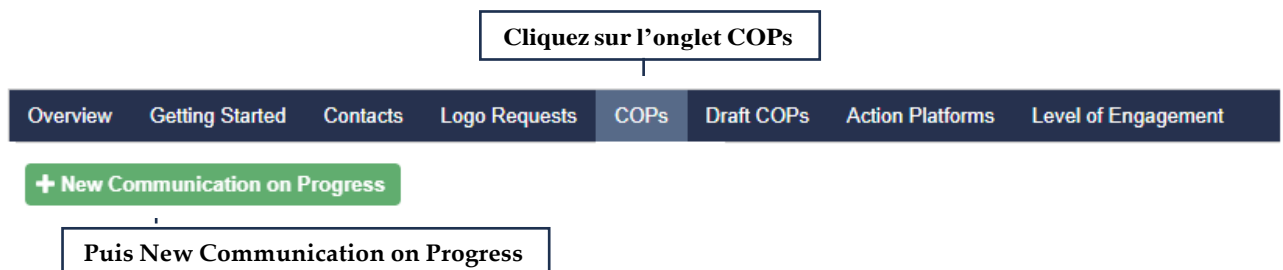 Cliquez sur l’onglet COPs
Overview Getting Started Contacts Logo Requests COPs Draft COPs Action Platforms Level of Engagement
+ New Communication on Progress
Puis New Communication on Progress